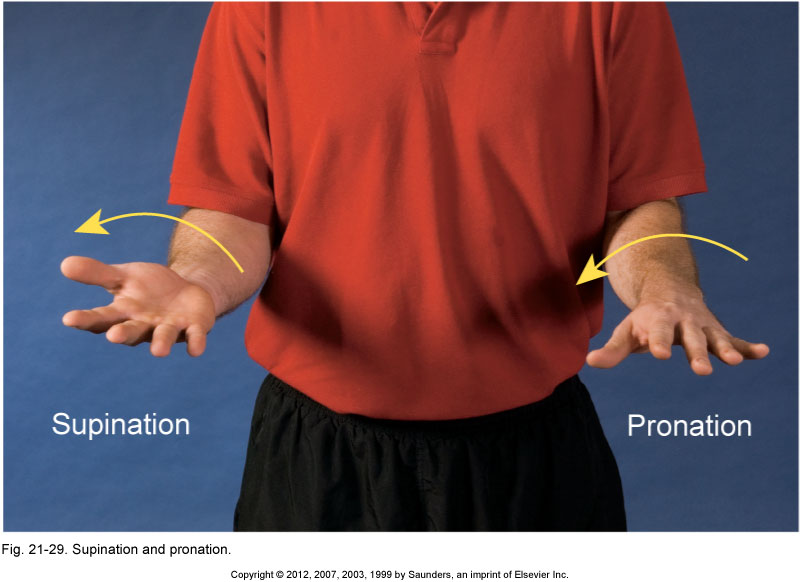 Supination
Pronation
Fig. 21-29. Supination and pronation.
Copyright © 2012, 2007, 2003, 1999 by Saunders, an imprint of Elsevier Inc.